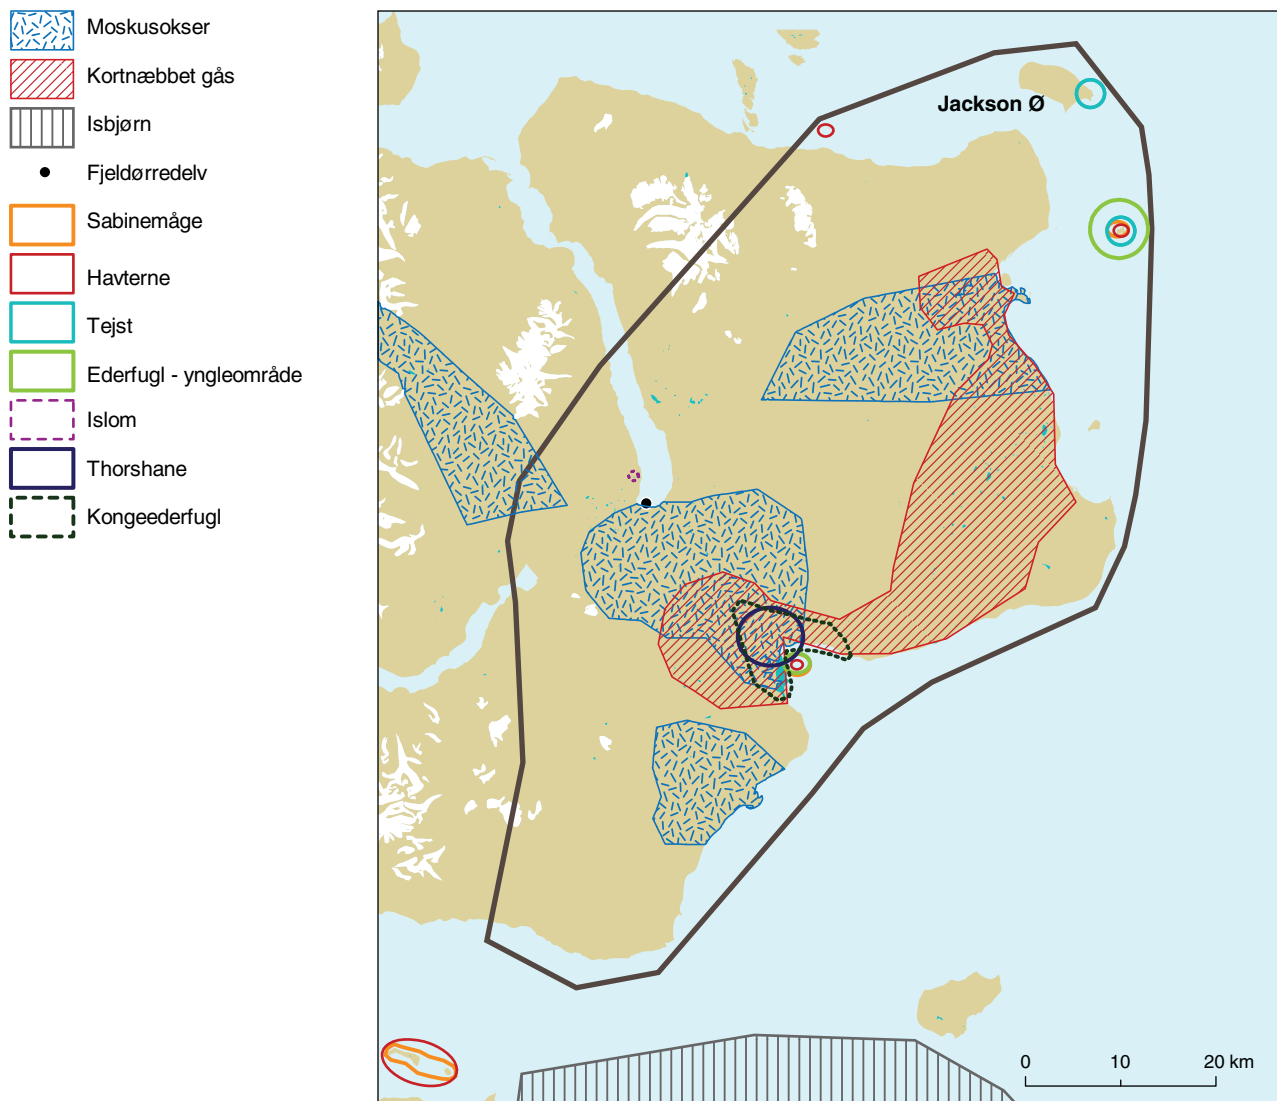 Moskusokser
Kortnæbbet gås
Isbjørn
Fjeldørredelv
Sabinemåge
Havterne
Tejst
Ederfugl - yngleområde
Islom
Thorshane
Kongeederfugl
Jackson Ø
0 10 20 km